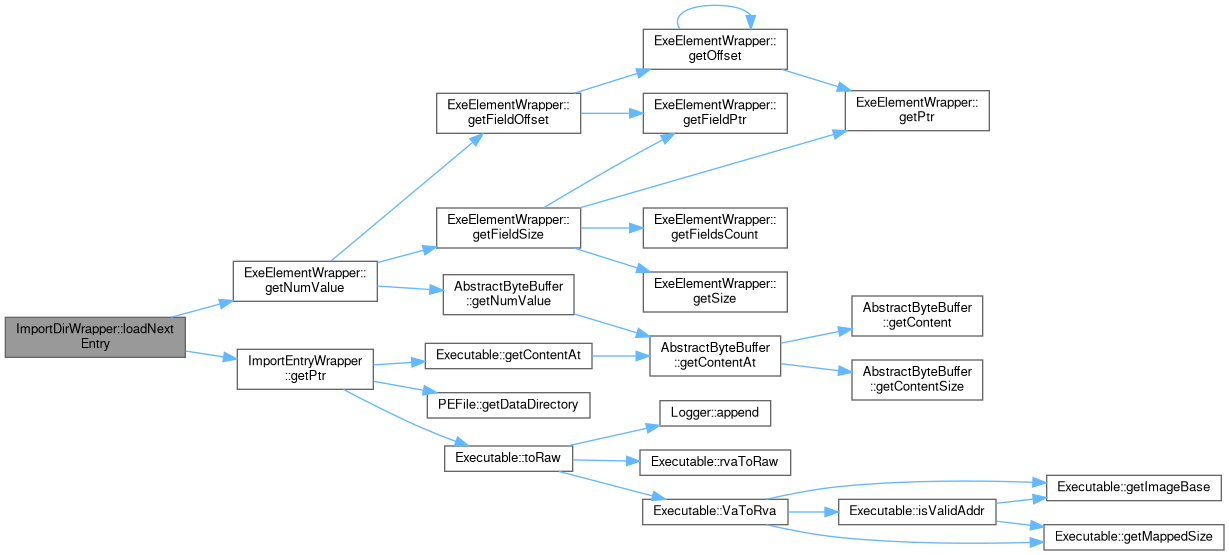 ExeElementWrapper::
getOffset
ExeElementWrapper::
getFieldOffset
ExeElementWrapper::
getFieldPtr
ExeElementWrapper::
getPtr
ExeElementWrapper::
getFieldSize
ExeElementWrapper::
getFieldsCount
ExeElementWrapper::
getNumValue
AbstractByteBuffer
::getNumValue
ExeElementWrapper::
getSize
ImportDirWrapper::loadNext
Entry
AbstractByteBuffer
::getContent
ImportEntryWrapper
::getPtr
Executable::getContentAt
AbstractByteBuffer
::getContentAt
AbstractByteBuffer
::getContentSize
PEFile::getDataDirectory
Logger::append
Executable::toRaw
Executable::rvaToRaw
Executable::VaToRva
Executable::isValidAddr
Executable::getImageBase
Executable::getMappedSize